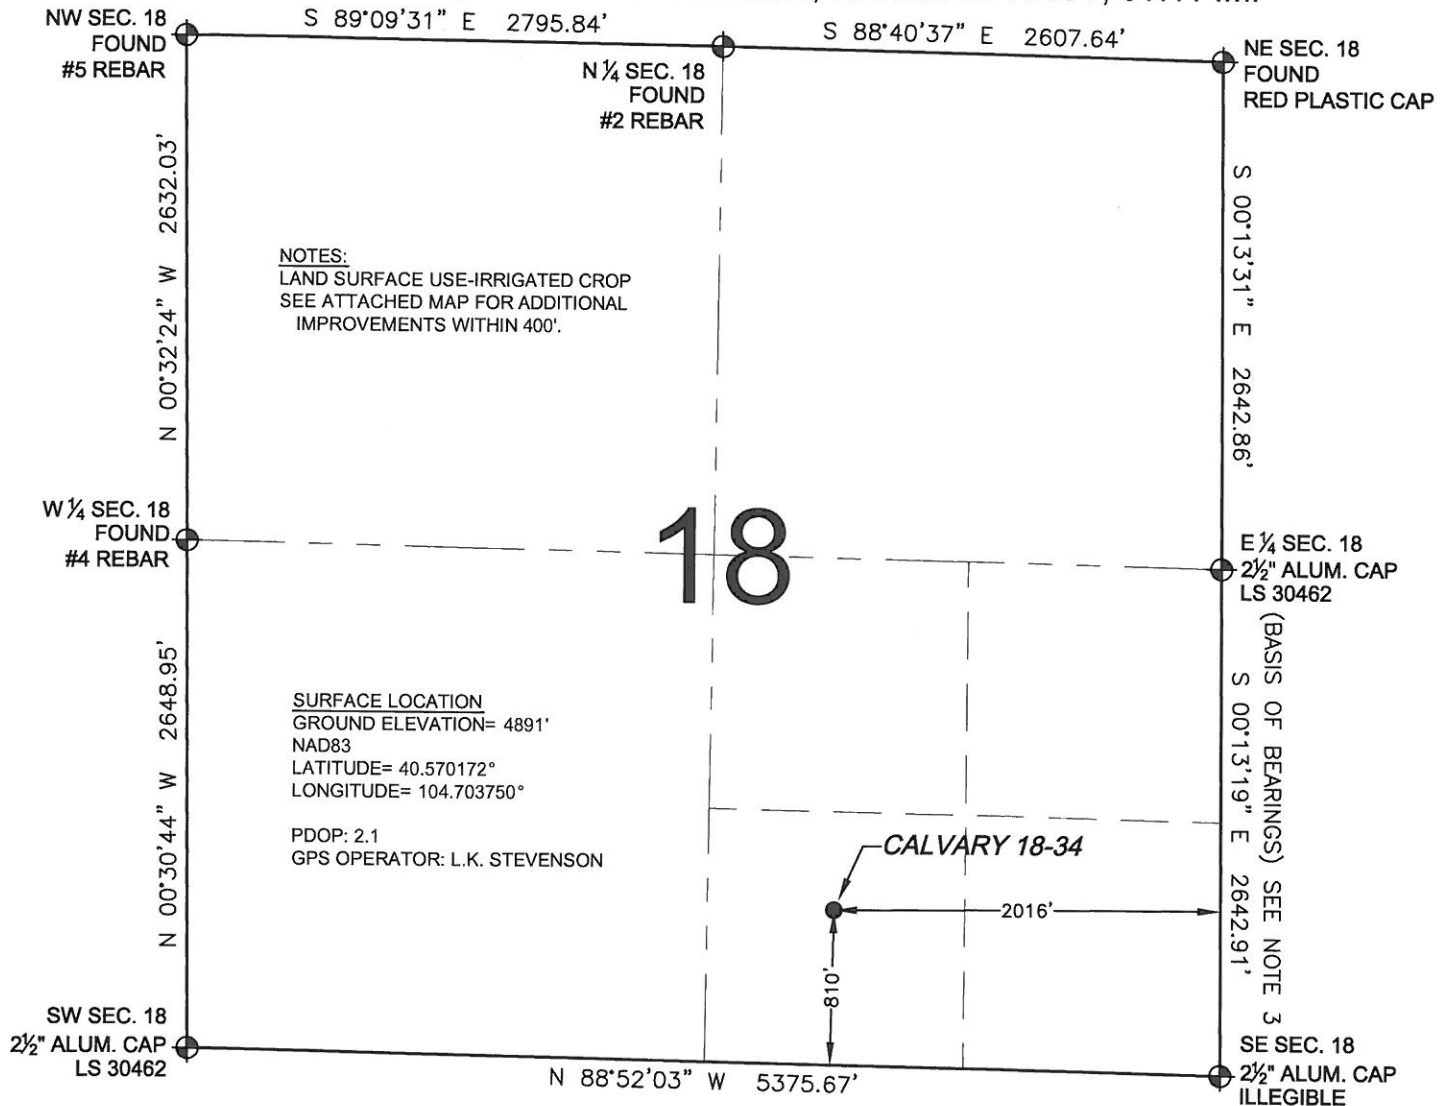 S 89°09'31" E 2795.84'
S 88°40'37" E 2607.64'
NW SEC. 18
FOUND
#5 REBAR
N ¼ SEC. 18
FOUND
#2 REBAR
NE SEC. 18
FOUND
RED PLASTIC CAP
N 00°32'24" W 2632.03'
S 00°13'31" E 2642.86'
NOTES:
LAND SURFACE USE-IRRIGATED CROP
SEE ATTACHED MAP FOR ADDITIONAL
IMPROVEMENTS WITHIN 400'.
W ¼ SEC. 18
FOUND
#4 REBAR
18
E ¼ SEC. 18
2½" ALUM. CAP
LS 30462
N 00°30'44" W 2648.95'
SURFACE LOCATION
GROUND ELEVATION= 4891'
NAD83
LATITUDE= 40.570172°
LONGITUDE= 104.703750°
PDOP: 2.1
GPS OPERATOR: L.K. STEVENSON
CALVARY 18-34
2016'
810'
S 00°13'19" E 2642.91'
(BASIS OF BEARINGS) SEE NOTE 3
SW SEC. 18
2½" ALUM. CAP
LS 30462
N 88°52'03" W 5375.67'
SE SEC. 18
2½" ALUM. CAP
ILLEGIBLE